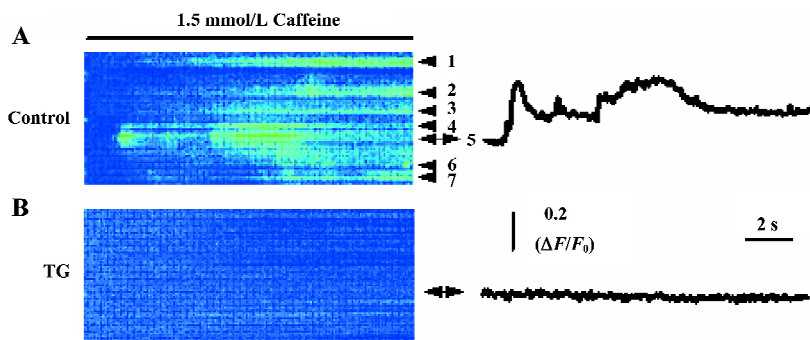 1.5 mmol/L Caffeine
A
Control
1
2
3
4
5
6
7
B
TG
0.2
(ΔF/F₀)
2 s